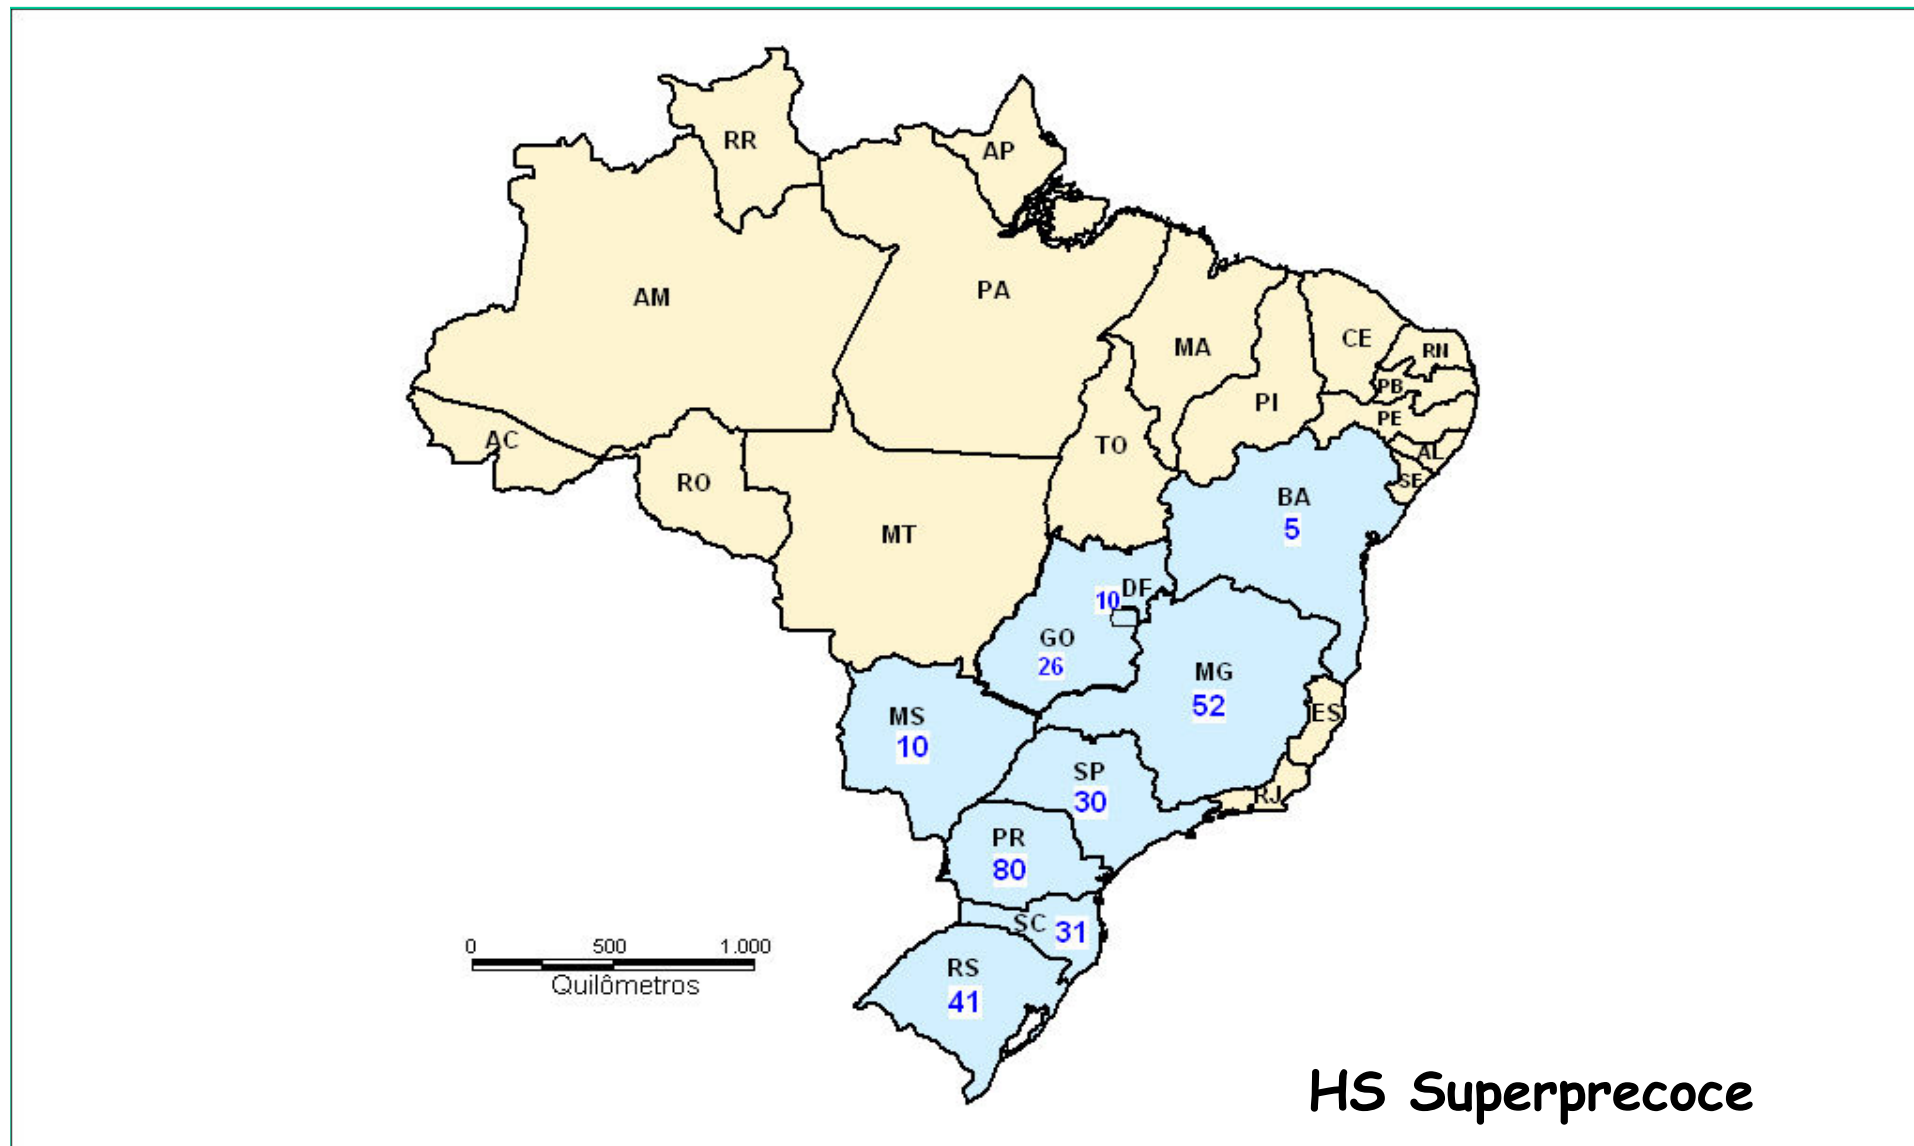 RR
AP
AM
PA
MA
CE
RN
PB
PI
PE
AC
TO
AL
RO
SE
BA
5
MT
DF
10
GO
26
MG
52
MS
10
ES
SP
30
RJ
PR
80
SC 31
0 500 1.000
Quilômetros
RS
41
HS Superprecoce